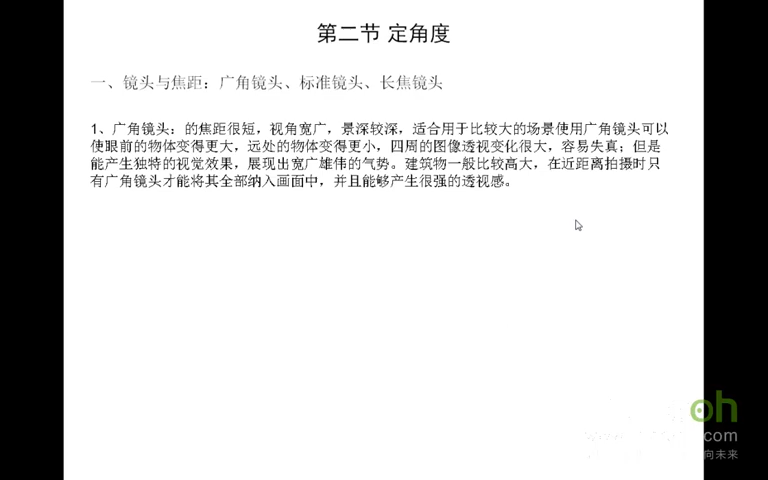 第二节 定角度
一、镜头与焦距：广角镜头、标准镜头、长焦镜头
1、广角镜头：的焦距很短，视角宽广，景深较深，适合用于比较大的场景使用广角镜头可以
使眼前的物体变得更大，远处的物体变得更小，四周的图像透视变化很大，容易失真；但是
能产生独特的视觉效果，展现出宽广雄伟的气势。建筑物一般比较高大，在近距离拍摄时只
有广角镜头才能将其全部纳入画面中，并且能够产生很强的透视感。
oh
.com
向未来